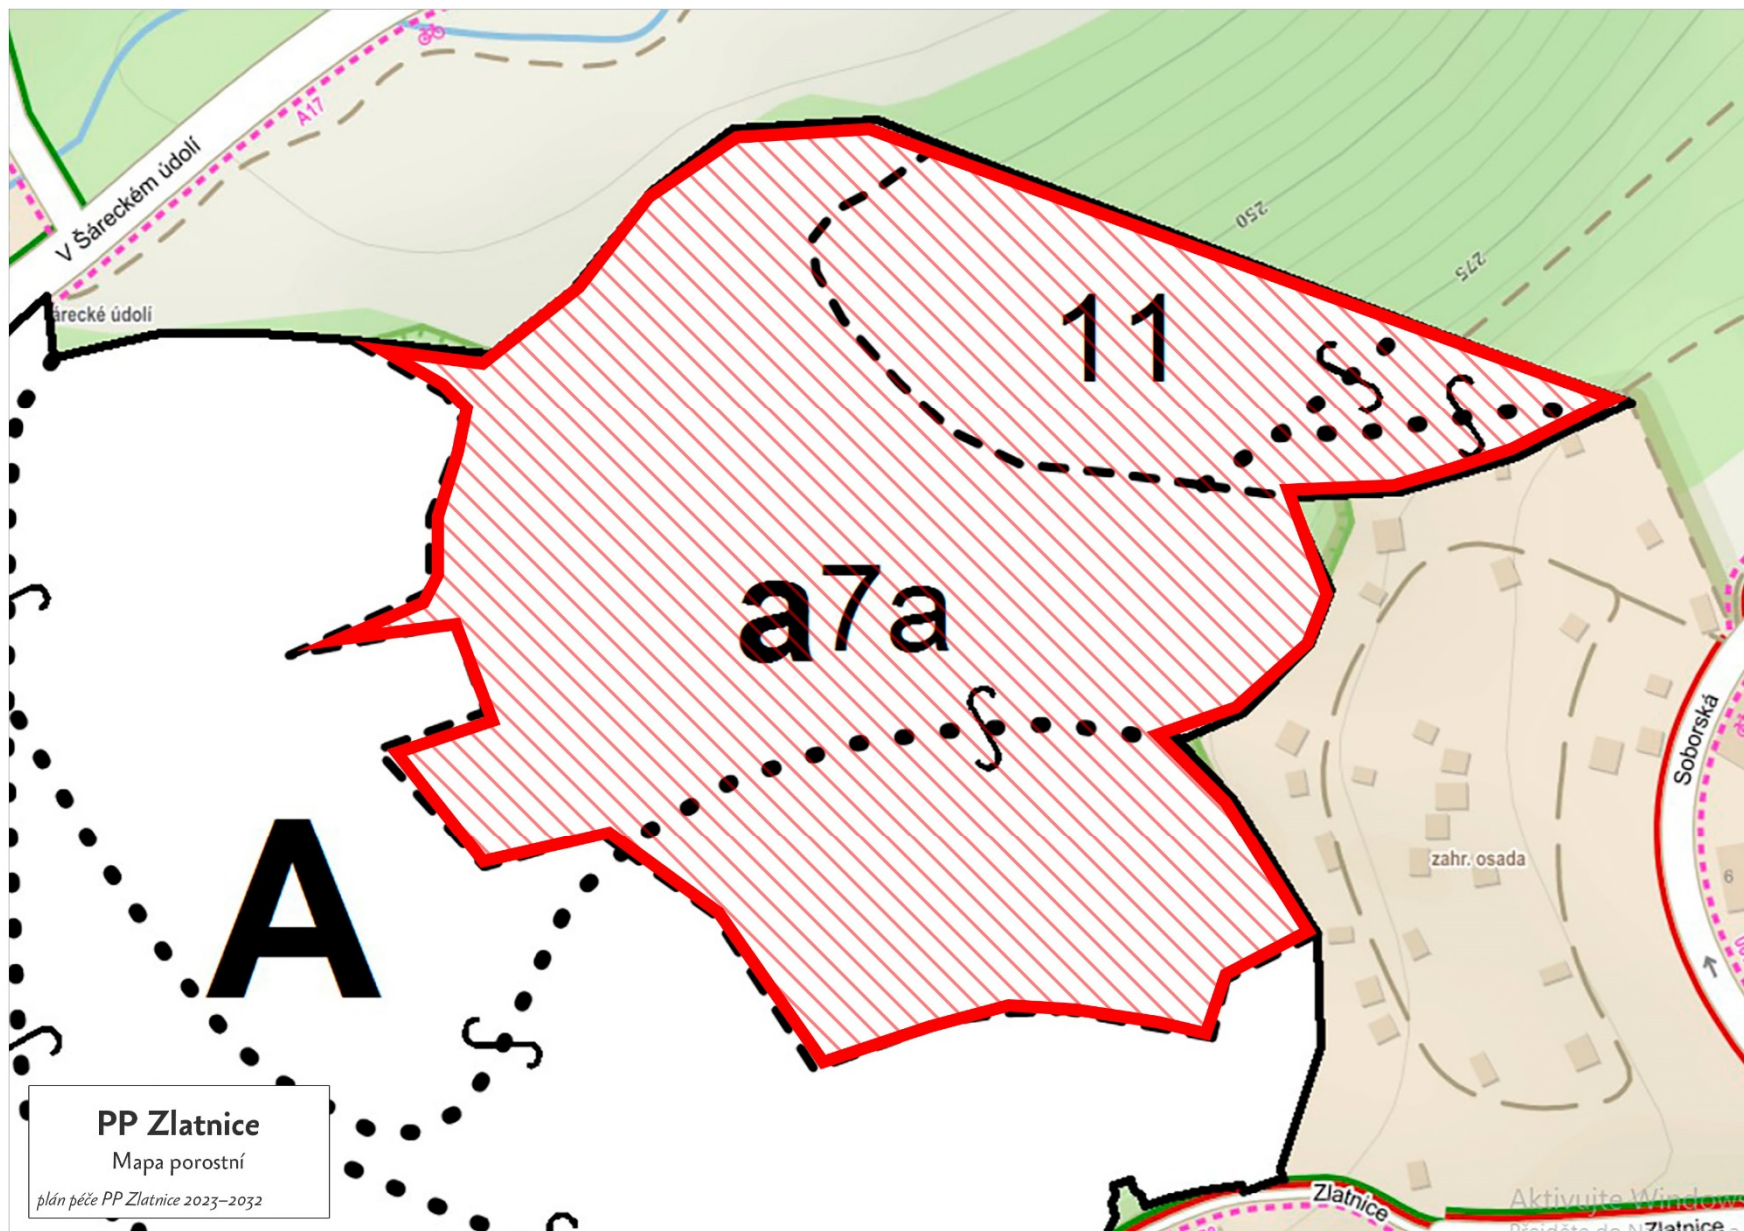 A17
V Šáreckém údolí
árecké údolí
250
275
11
a7a
A
Soborská
zahr. osada
6
PP Zlatnice
Mapa porostní
plán péče PP Zlatnice 2023–2032
Zlatnice
Aktivujte Windows
Zlatnice